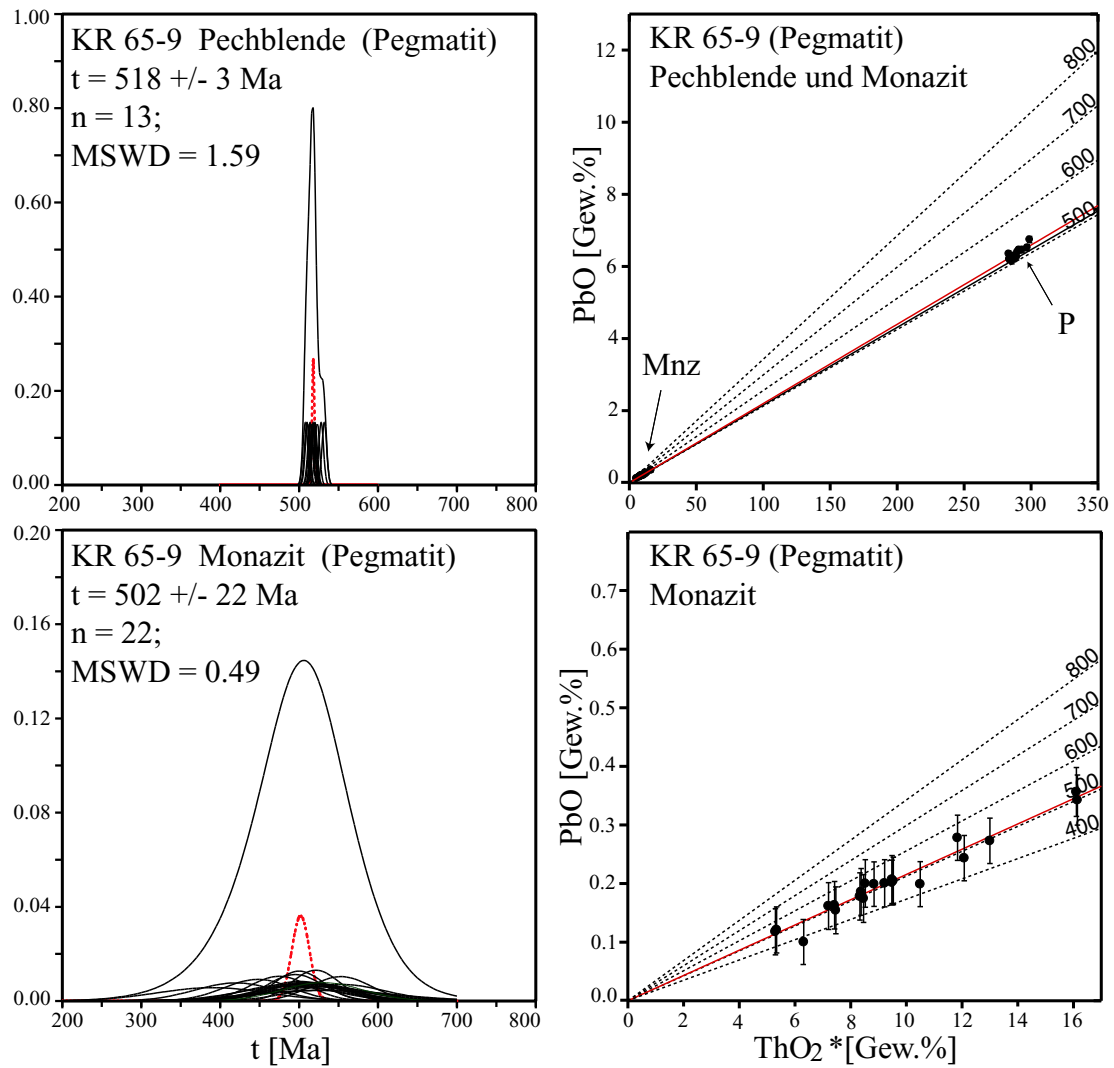 KR 65-9 Pechblende (Pegmatit)
t = 518 +/- 3 Ma
n = 13;
MSWD = 1.59
1.00
0.80
0.60
0.40
0.20
0.00
200 300 400 500 600 700 800
KR 65-9 (Pegmatit)
Pechblende und Monazit
PbO [Gew.%]
12
10
8
6
4
2
0
0 50 100 150 200 250 300 350
800
700
600
500
Mnz
P
KR 65-9 Monazit (Pegmatit)
t = 502 +/- 22 Ma
n = 22;
MSWD = 0.49
0.20
0.16
0.12
0.08
0.04
0.00
200 300 400 500 600 700 800
t [Ma]
KR 65-9 (Pegmatit)
Monazit
PbO [Gew.%]
0.7
0.6
0.5
0.4
0.3
0.2
0.1
0.0
0 2 4 6 8 10 12 14 16
800
700
600
500
400
ThO₂ *[Gew.%]